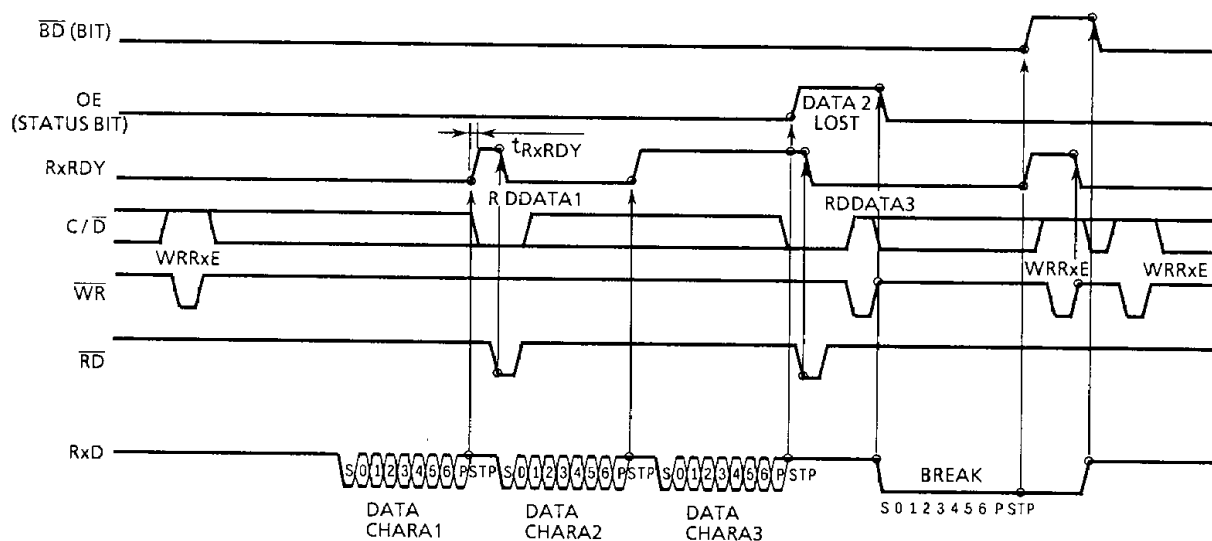 BD (BIT)
OE
(STATUS BIT)
DATA 2
LOST
tRxRDY
RxRDY
RDDATA1
RDDATA3
C / D
WRRxE
WRRxE
WRRxE
WR
RD
RxD
S 0 1 2 3 4 5 6 P STP
S 0 1 2 3 4 5 6 P STP
S 0 1 2 3 4 5 6 P STP
BREAK
S 0 1 2 3 4 5 6 P STP
DATA
CHARA1
DATA
CHARA2
DATA
CHARA3